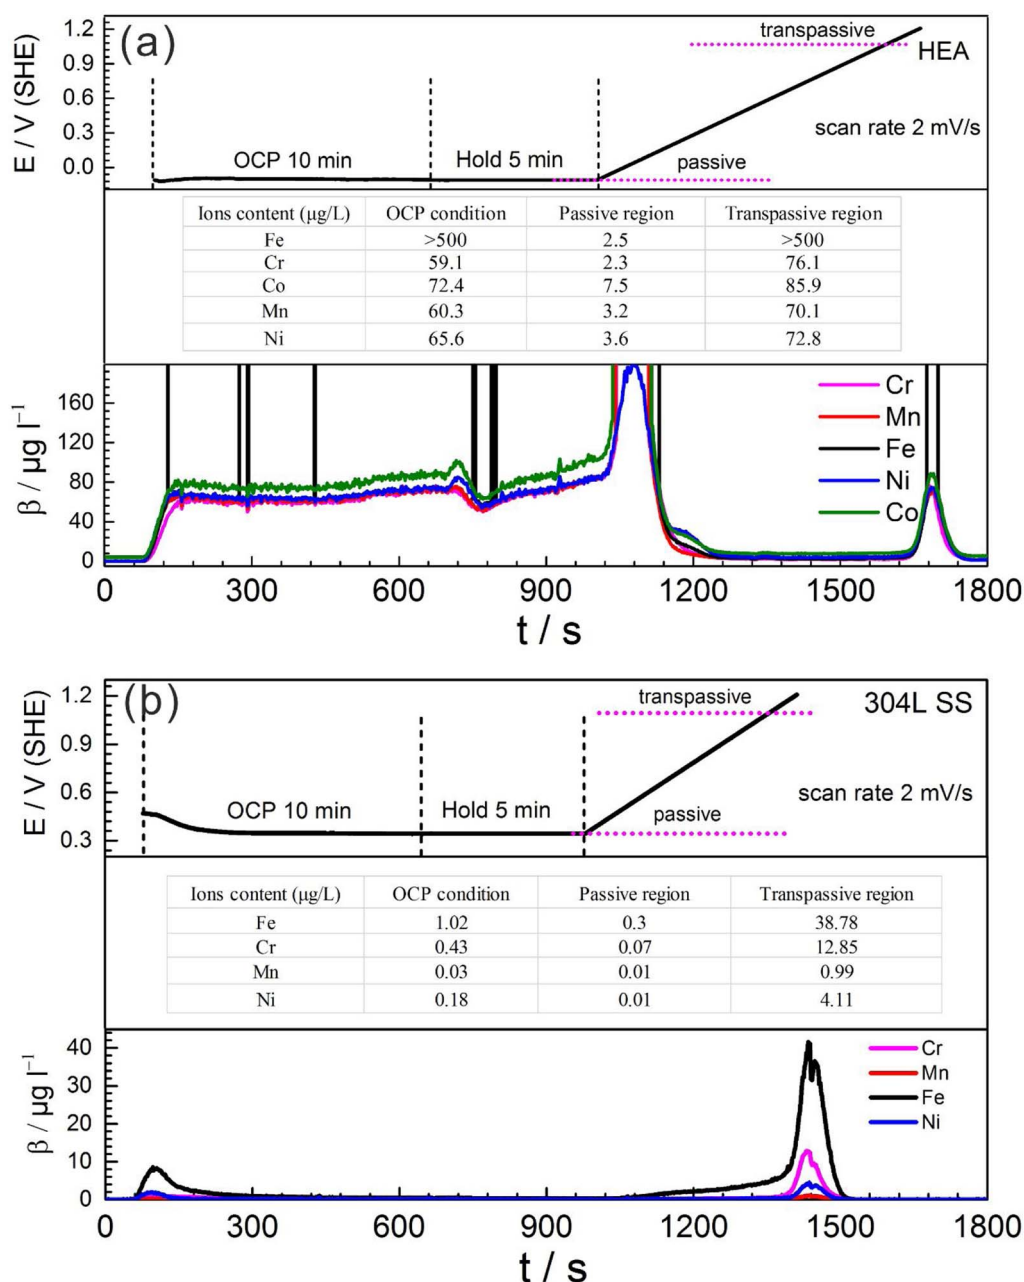 (a)
transpassive
HEA
E / V (SHE)
1.2
0.9
0.6
0.3
0.0
scan rate 2 mV/s
OCP 10 min
Hold 5 min
passive
Ions content (μg/L) OCP condition Passive region Transpassive region
Fe >500 2.5 >500
Cr 59.1 2.3 76.1
Co 72.4 7.5 85.9
Mn 60.3 3.2 70.1
Ni 65.6 3.6 72.8
β / μg l⁻¹
160
120
80
40
0
Cr
Mn
Fe
Ni
Co
0 300 600 900 1200 1500 1800
t / s
(b)
transpassive
304L SS
E / V (SHE)
1.2
0.9
0.6
0.3
scan rate 2 mV/s
OCP 10 min
Hold 5 min
passive
Ions content (μg/L) OCP condition Passive region Transpassive region
Fe 1.02 0.3 38.78
Cr 0.43 0.07 12.85
Mn 0.03 0.01 0.99
Ni 0.18 0.01 4.11
β / μg l⁻¹
40
30
20
10
0
Cr
Mn
Fe
Ni
0 300 600 900 1200 1500 1800
t / s